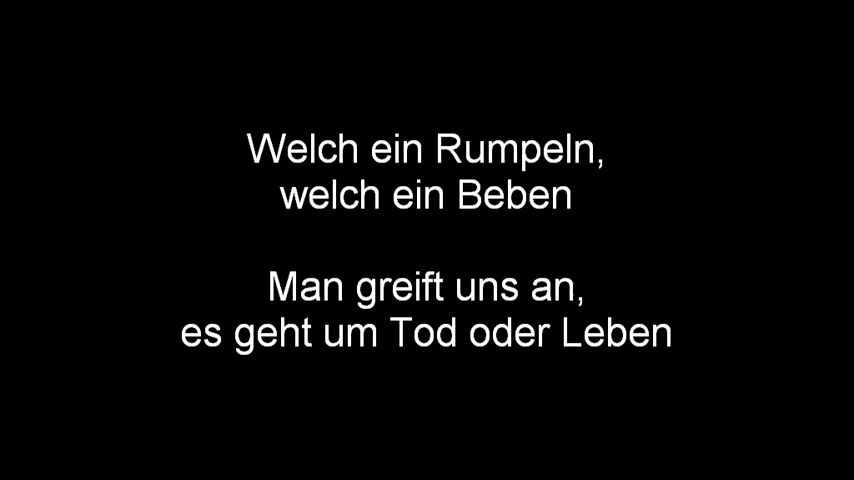 Welch ein Rumpeln,
welch ein Beben
Man greift uns an,
es geht um Tod oder Leben